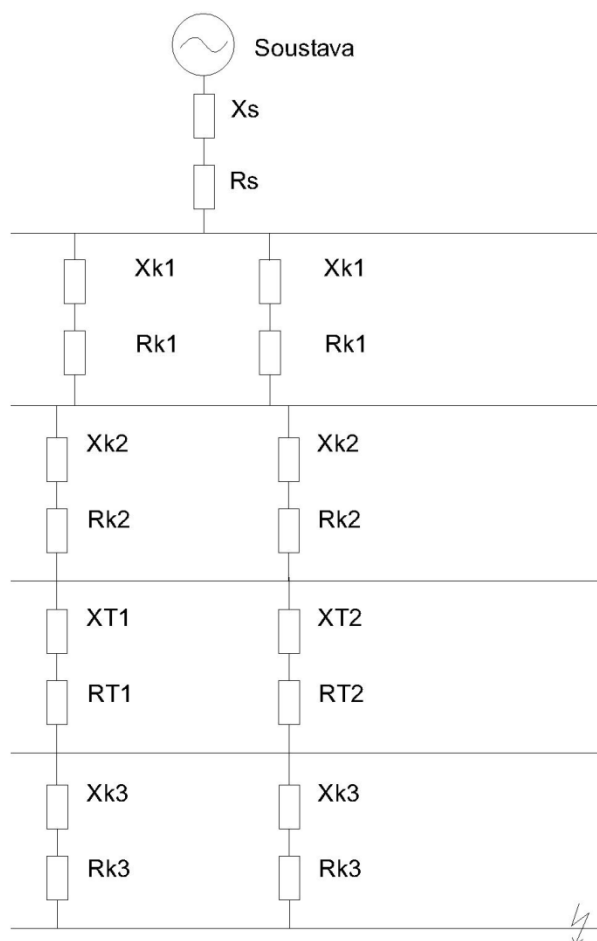 Soustava
Xs
Rs
Xk1 Xk1
Rk1 Rk1
Xk2 Xk2
Rk2 Rk2
XT1 XT2
RT1 RT2
Xk3 Xk3
Rk3 Rk3